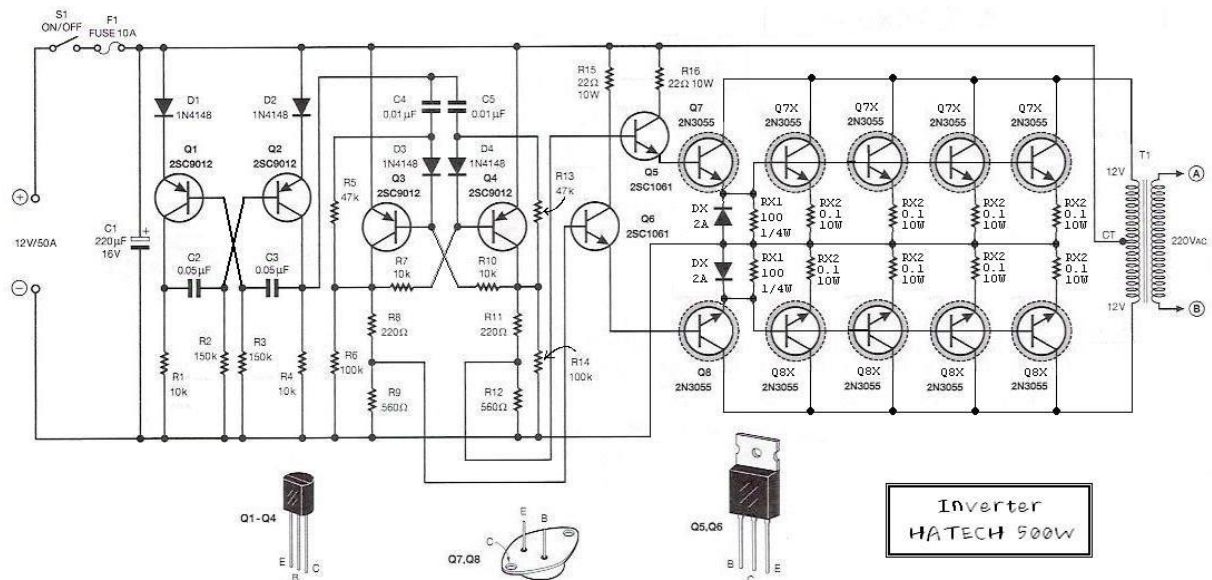 S1
ON/OFF
F1
FUSE 10A
D1
1N4148
D2
1N4148
Q1
2SC9012
Q2
2SC9012
C1
220µF
16V
12V/50A
C2
0.05µF
C3
0.05µF
R1
10k
R2
150k
R3
150k
R4
10k
C4
0.01µF
C5
0.01µF
D3
1N4148
Q3
2SC9012
D4
1N4148
Q4
2SC9012
R5
47k
R6
100k
R7
10k
R8
220Ω
R9
560Ω
R10
10k
R11
220Ω
R12
560Ω
R13
47k
R14
100k
R15
22Ω
10W
R16
22Ω 10W
Q5
2SC1061
Q6
2SC1061
Q7
2N3055
Q7X
2N3055
Q7X
2N3055
Q7X
2N3055
Q7X
2N3055
DX
2A
RX1
100
1/4W
RX2
0.1
10W
RX2
0.1
10W
RX2
0.1
10W
RX2
0.1
10W
DX
2A
RX1
100
1/4W
RX2
0.1
10W
RX2
0.1
10W
RX2
0.1
10W
RX2
0.1
10W
Q8
2N3055
Q8X
2N3055
Q8X
2N3055
Q8X
2N3055
Q8X
2N3055
T1
12V
CT
12V
220VAC
A
B
Q1-Q4
E
B
C
Q7,Q8
E
B
C
Q5,Q6
B
C
E
Inverter
HATECH 500W